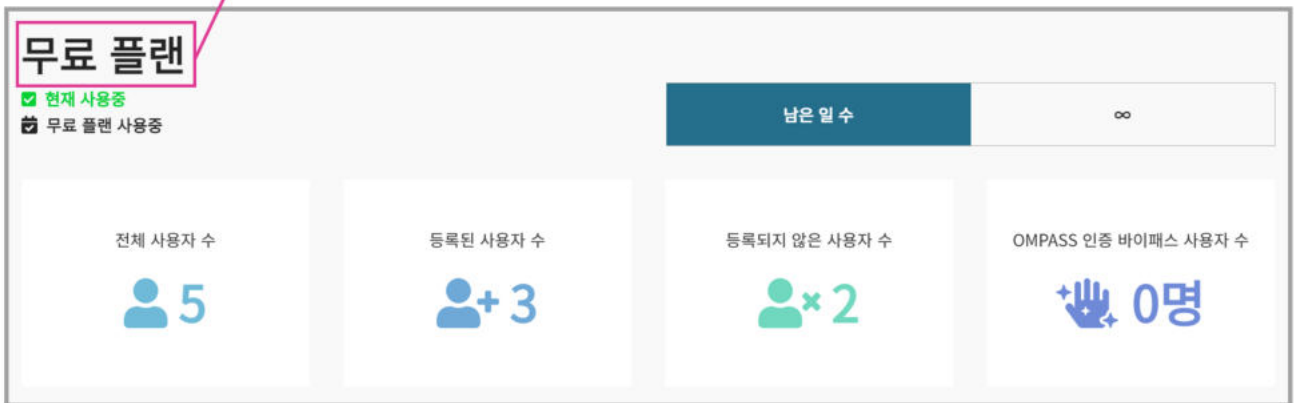 무료 플랜
현재 사용중
무료 플랜 사용중
남은 일 수
∞
전체 사용자 수
5
등록된 사용자 수
3
등록되지 않은 사용자 수
2
OMPASS 인증 바이패스 사용자 수
0명